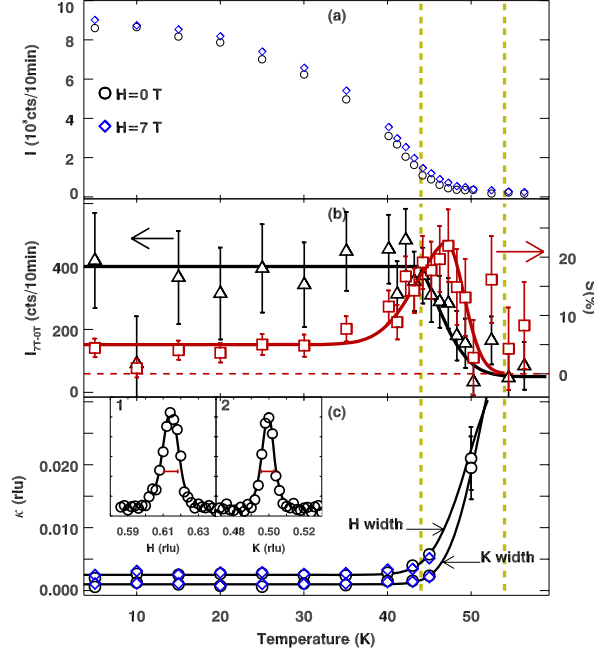 10
(a)
8
6
4
2
0
I (10³cts/10min)
H=0 T
H=7 T
(b)
400
200
0
I7T-0T (cts/10min)
20
10
0
S(%)
(c)
1
2
0.59 0.61 0.63 0.48 0.50 0.52
H (rlu) K (rlu)
0.020
0.010
0.000
κ (rlu)
H width
K width
10 20 30 40 50
Temperature (K)